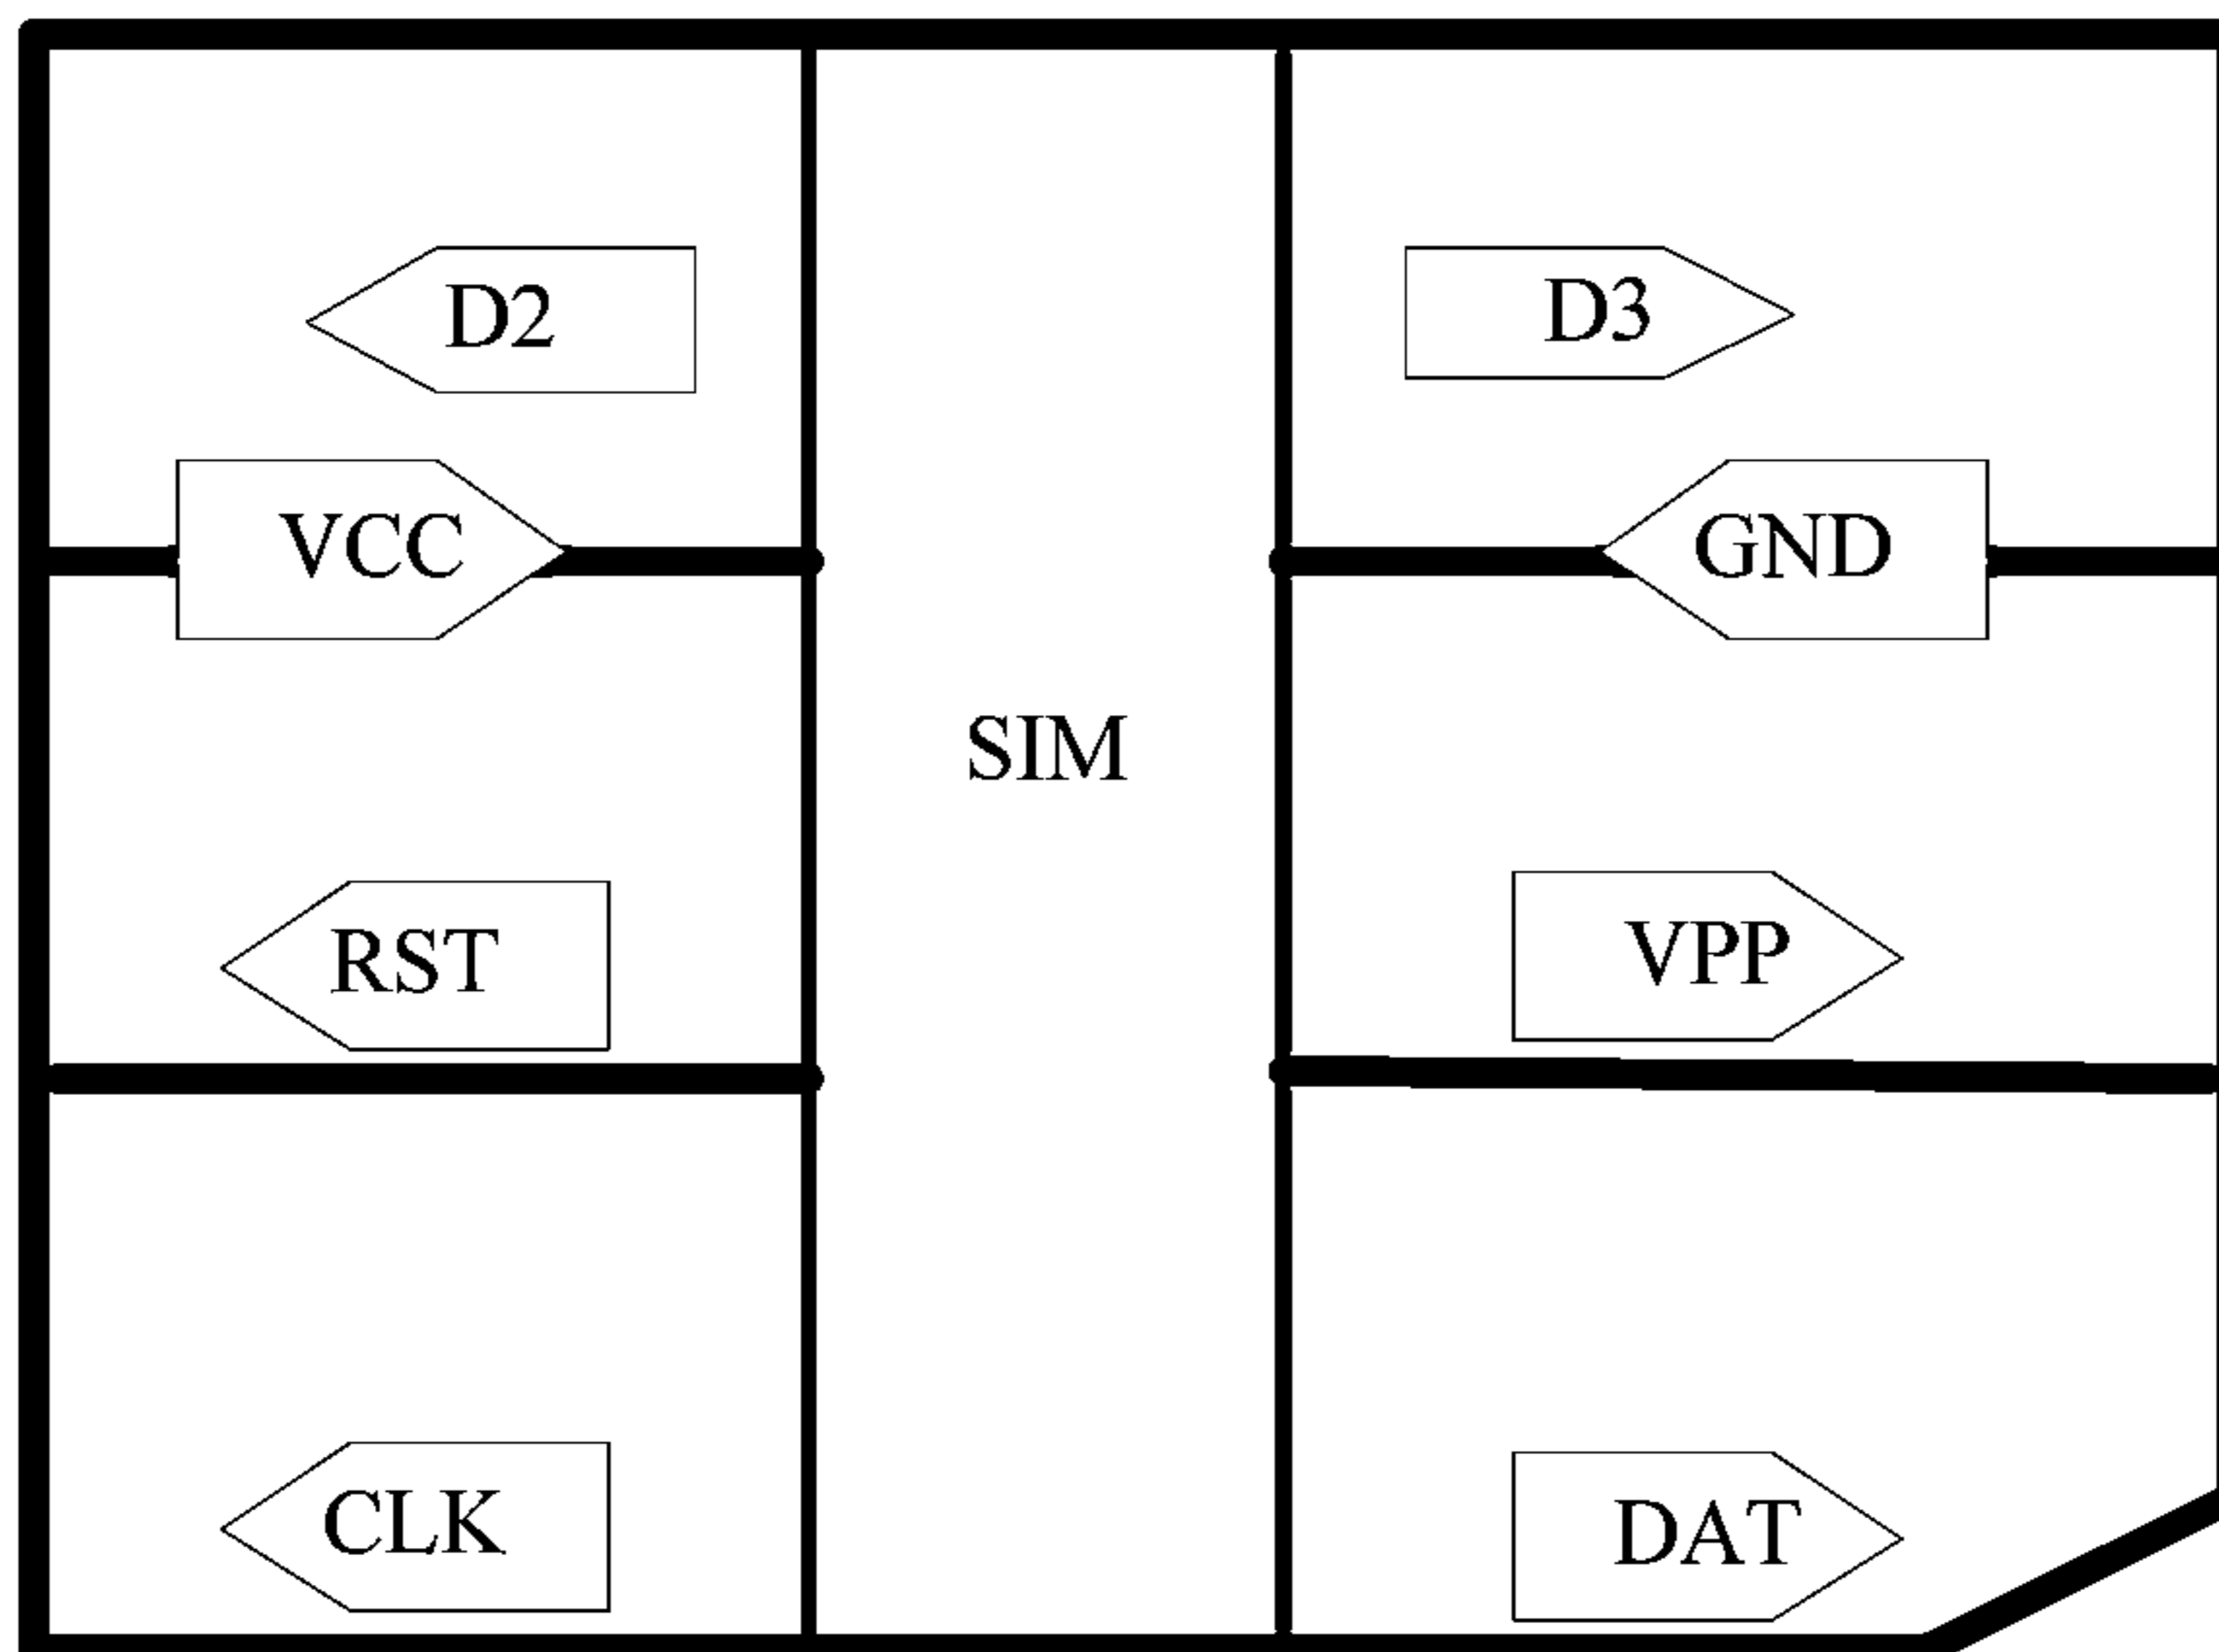 D2
D3
VCC
GND
SIM
RST
VPP
CLK
DAT